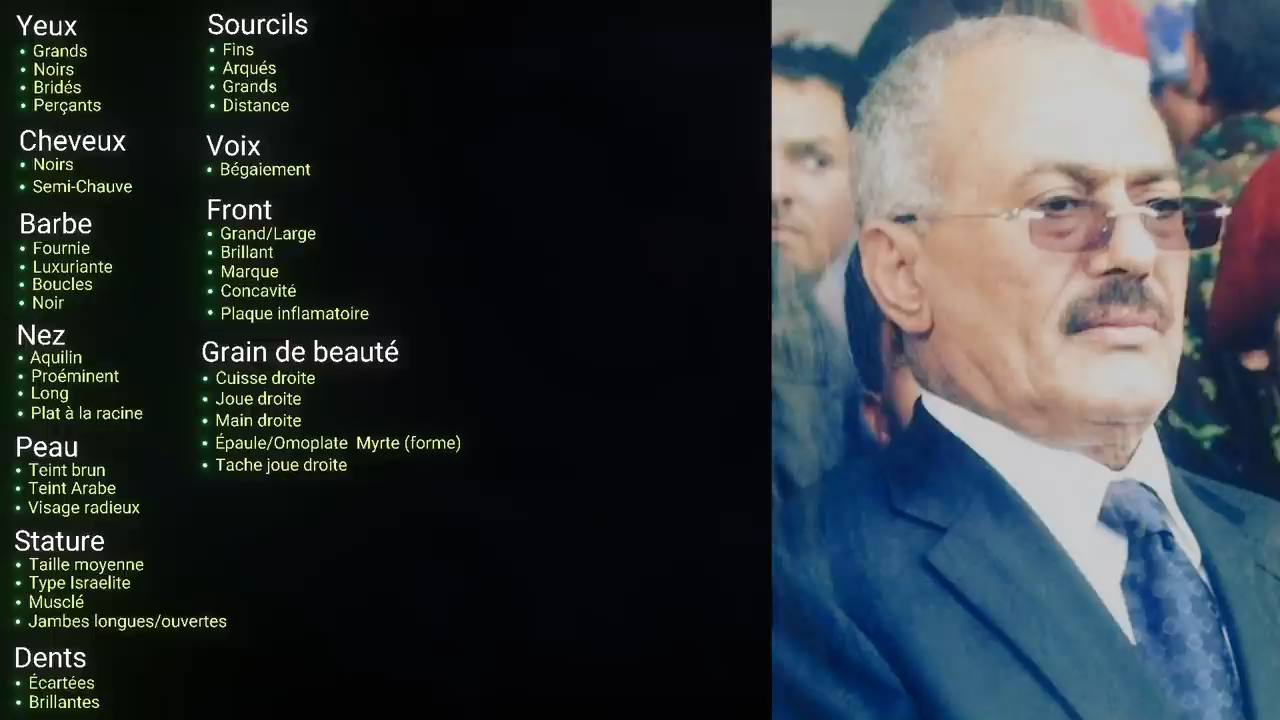 Yeux
Grands
Noirs
Bridés
Perçants
Cheveux
Noirs
Semi-Chauve
Barbe
Fournie
Luxuriante
Boucles
Noir
Nez
Aquilin
Proéminent
Long
Plat à la racine
Peau
Teint brun
Teint Arabe
Visage radieux
Stature
Taille moyenne
Type Israelite
Musclé
Jambes longues/ouvertes
Dents
Écartées
Brillantes
Sourcils
Fins
Arqués
Grands
Distance
Voix
Bégaiement
Front
Grand/Large
Brillant
Marque
Concavité
Plaque inflamatoire
Grain de beauté
Cuisse droite
Joue droite
Main droite
Épaule/Omoplate Myrte (forme)
Tache joue droite